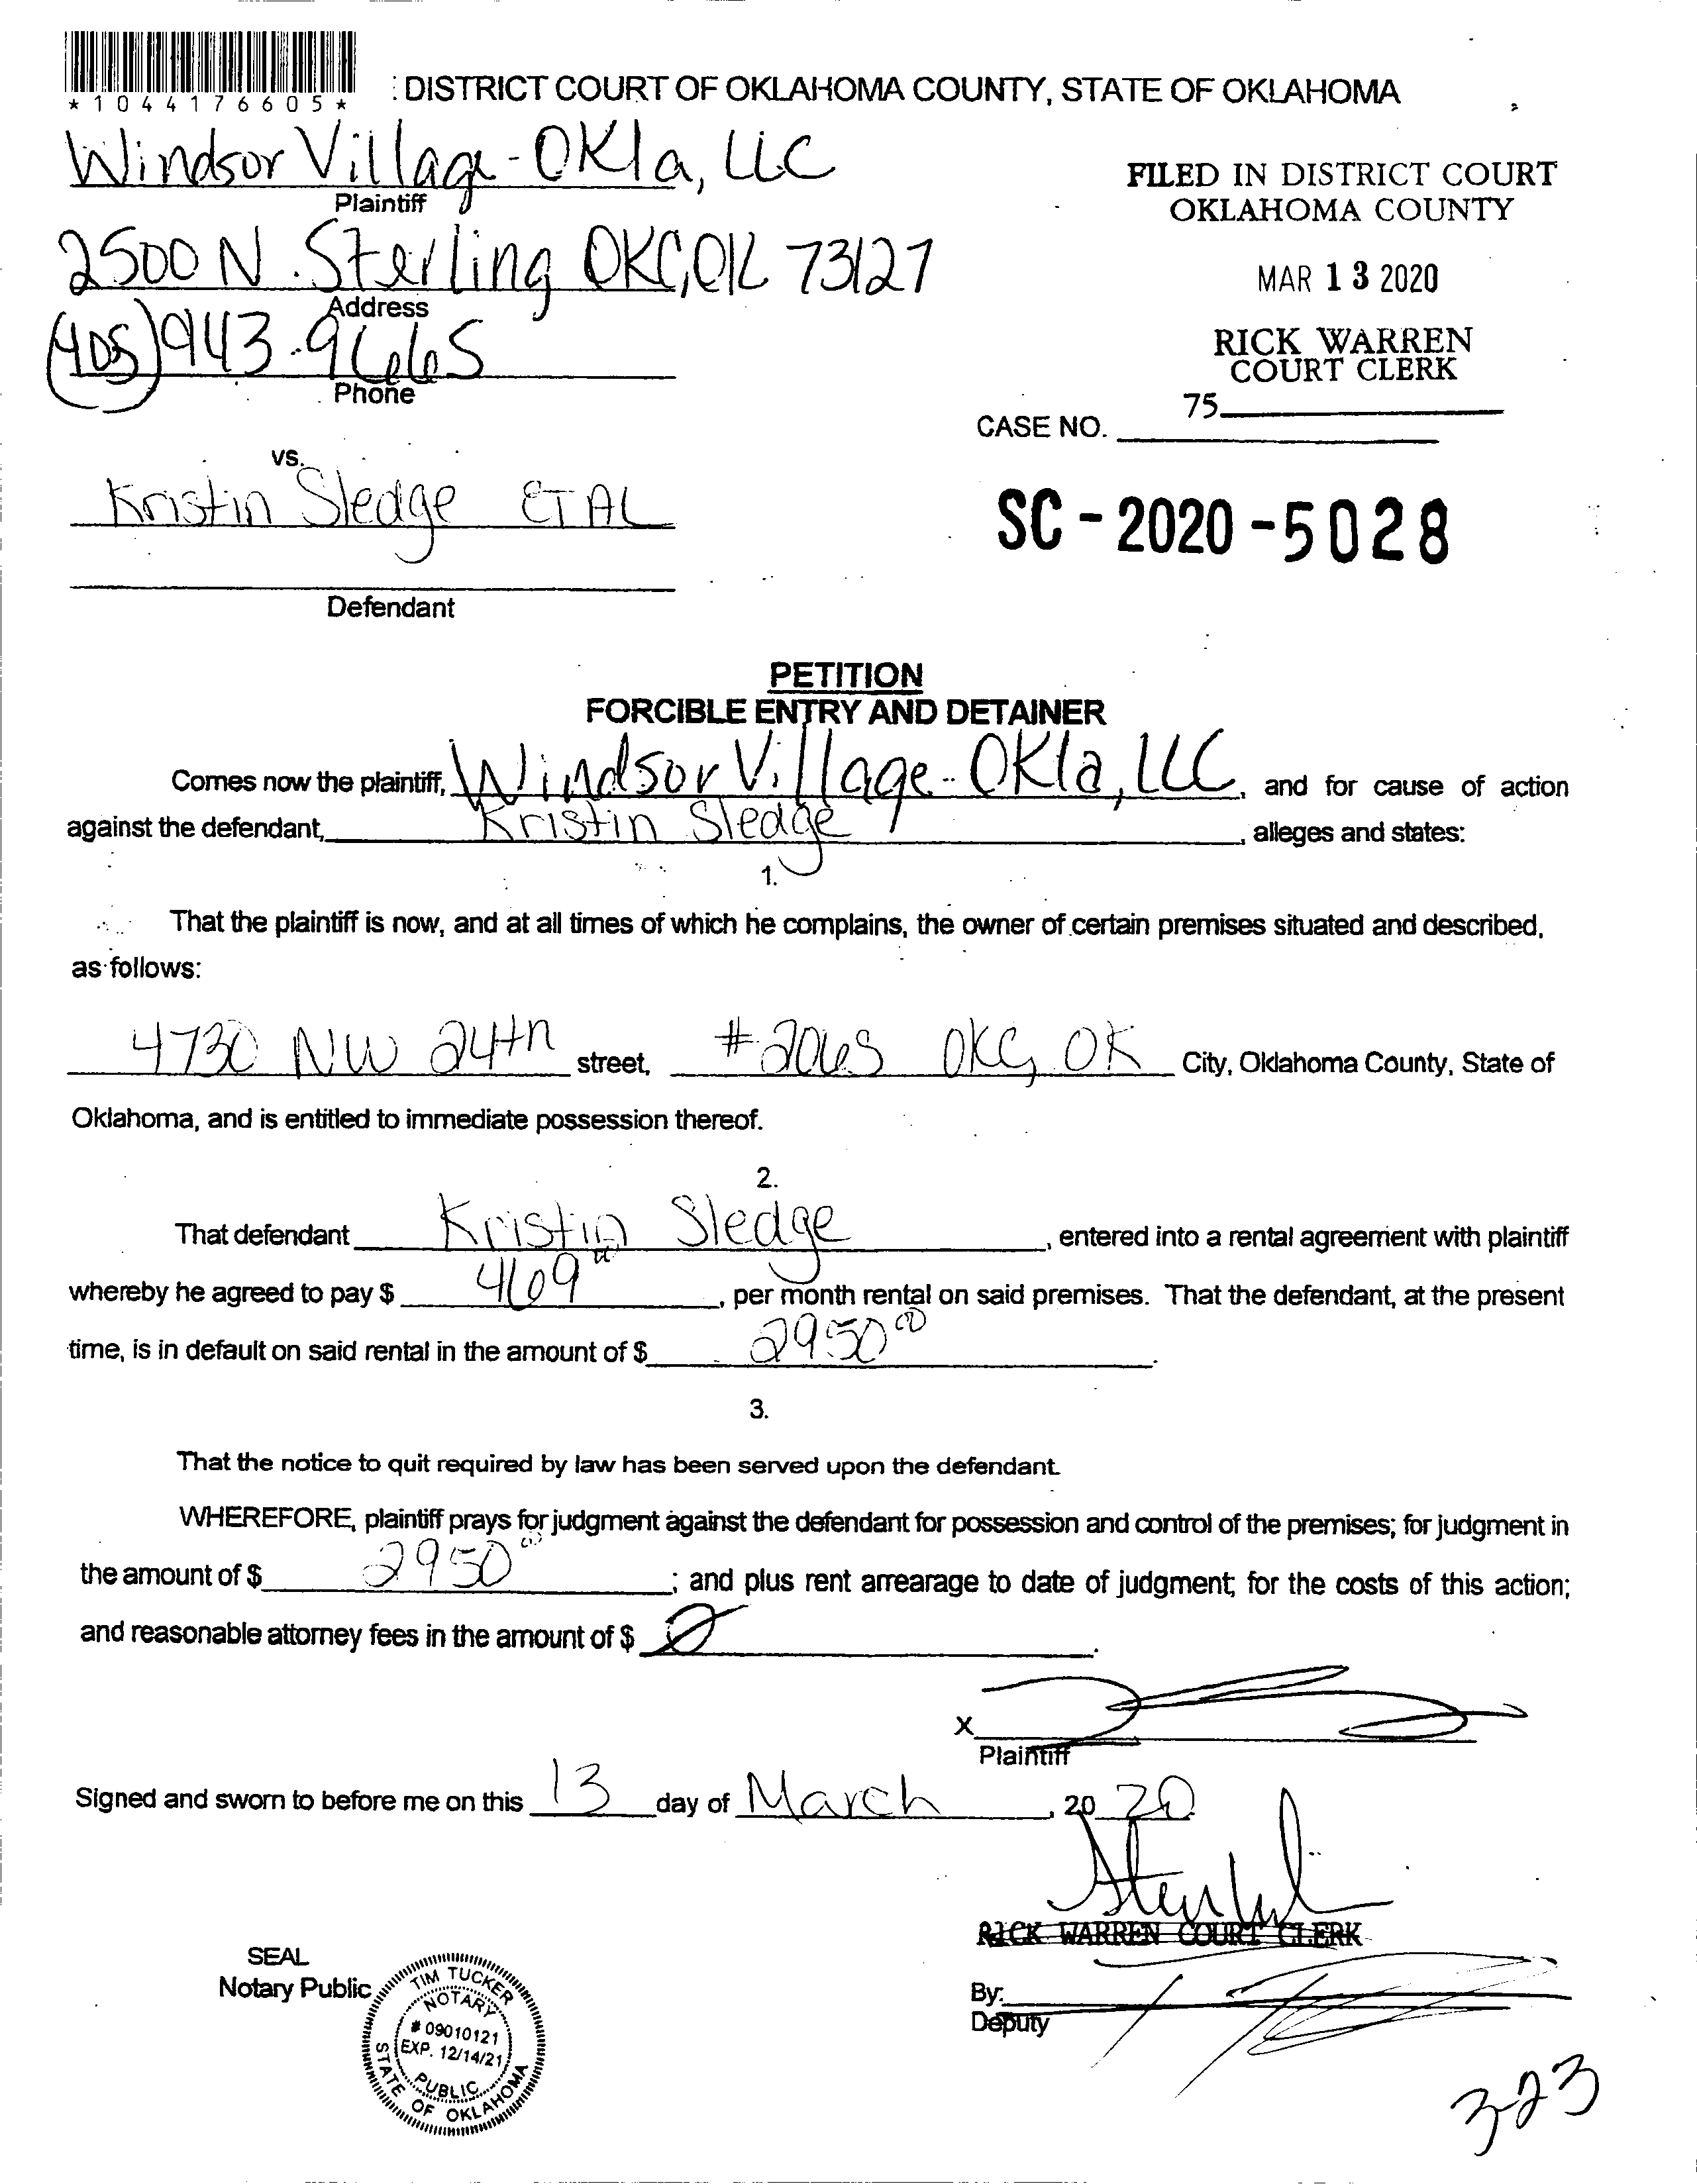 *1044176605*
: DISTRICT COURT OF OKLAHOMA COUNTY, STATE OF OKLAHOMA
Windsor Village-Okla, LLC
Plaintiff
FILED IN DISTRICT COURT
OKLAHOMA COUNTY
2500 N. Sterling OKC, OK 73127
Address
MAR 13 2020
(405) 943-9665
Phone
RICK WARREN
COURT CLERK
75
CASE NO.
vs.
Kristin Sledge ET AL
SC-2020-5028
Defendant
PETITION
FORCIBLE ENTRY AND DETAINER
Comes now the plaintiff, Windsor Village-Okla, LLC, and for cause of action
against the defendant, Kristin Sledge, alleges and states:
1.
That the plaintiff is now, and at all times of which he complains, the owner of certain premises situated and described,
as follows:
4730 NW 24th street, OKC, OK City, Oklahoma County, State of
Oklahoma, and is entitled to immediate possession thereof.
2.
That defendant Kristin Sledge, entered into a rental agreement with plaintiff
whereby he agreed to pay $ 469, per month rental on said premises. That the defendant, at the present
time, is in default on said rental in the amount of $ 2950 00.
3.
That the notice to quit required by law has been served upon the defendant.
WHEREFORE, plaintiff prays for judgment against the defendant for possession and control of the premises; for judgment in
the amount of $ 2950 00; and plus rent arrearage to date of judgment; for the costs of this action;
and reasonable attorney fees in the amount of $ 0.
X
Plaintiff
Signed and sworn to before me on this 13 day of March, 2020
RICK WARREN COURT CLERK
SEAL
Notary Public
TIM TUCKER
NOTARY
# 09010121
EXP. 12/14/21
PUBLIC
STATE OF OKLAHOMA
By:
Deputy
323